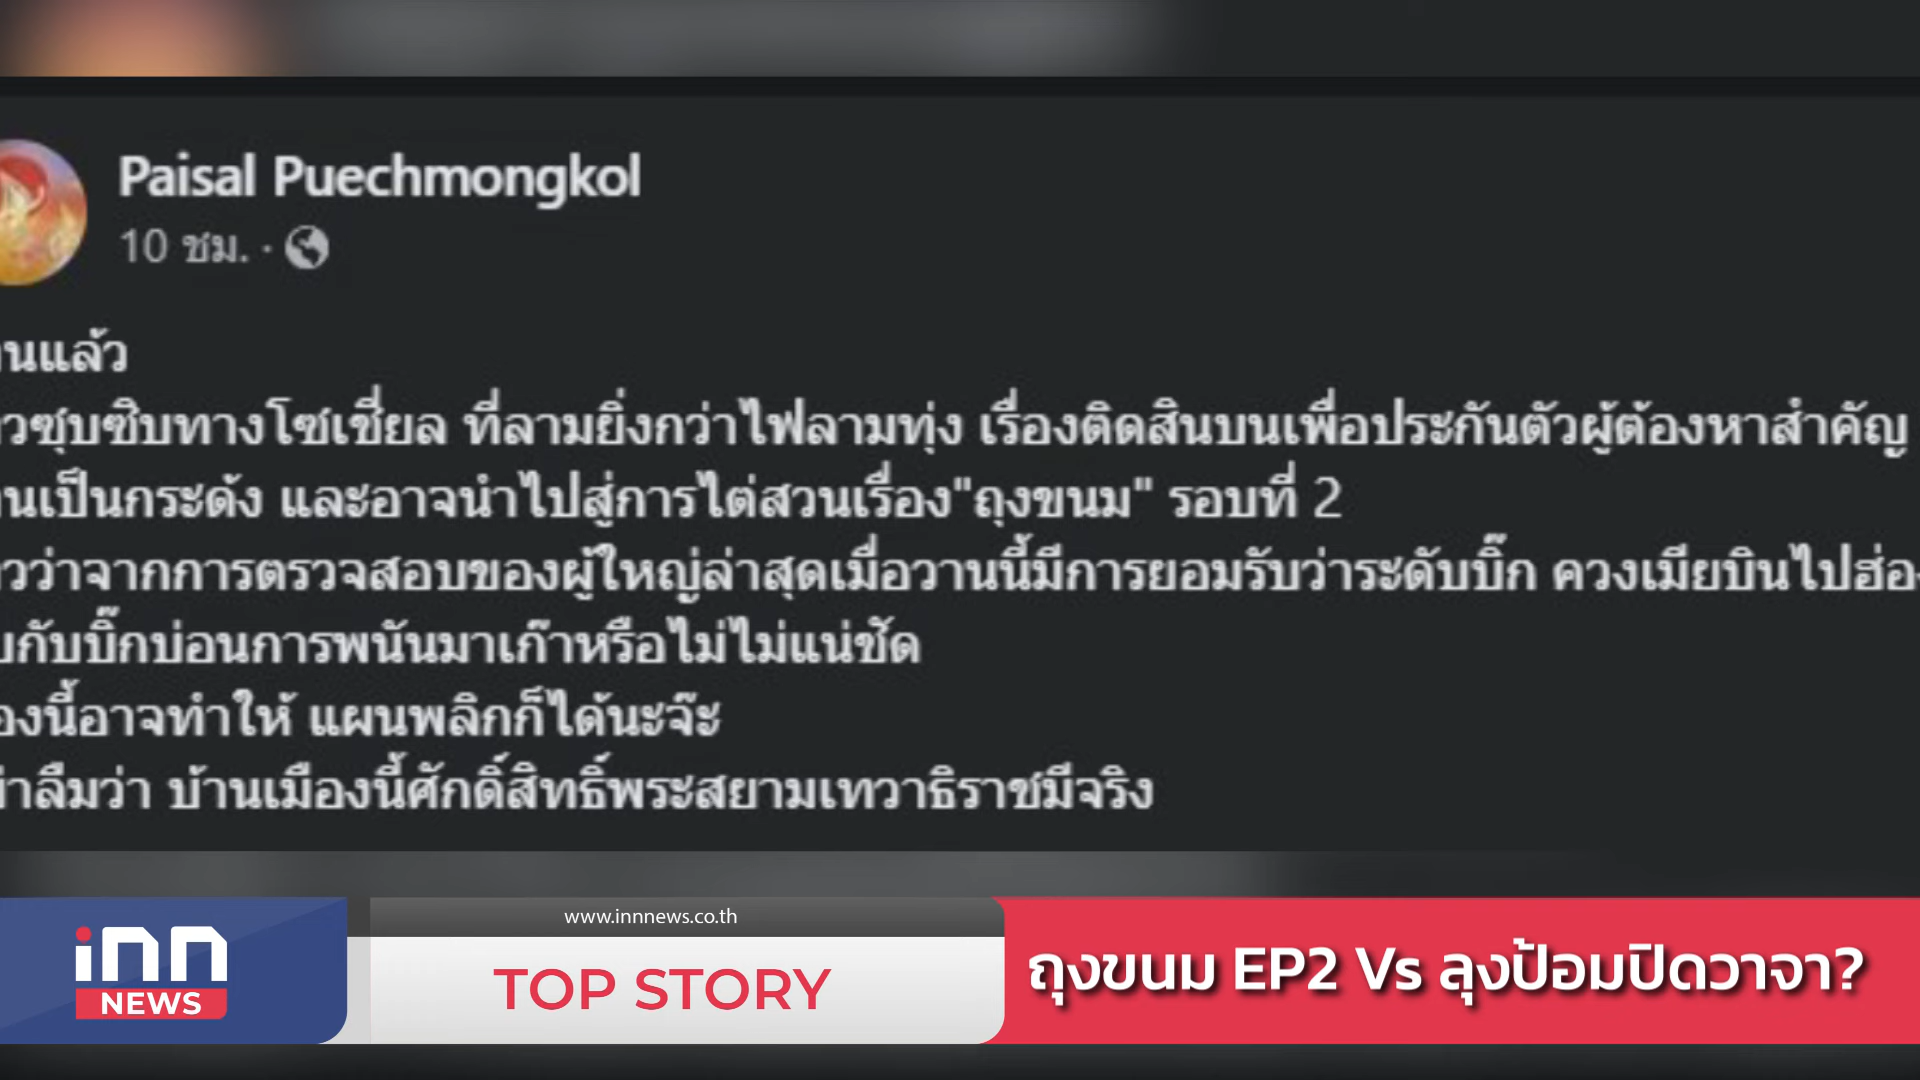 Paisal Puechmongkol
10 ชม. ·
นแล้ว
วซุบซิบทางโซเชี่ยล ที่ลามยิ่งกว่าไฟลามทุ่ง เรื่องติดสินบนเพื่อประกันตัวผู้ต้องหาสำคัญ
นเป็นกระด้ง และอาจนำไปสู่การไต่สวนเรื่อง"ถุงขนม" รอบที่ 2
วว่าจากการตรวจสอบของผู้ใหญ่ล่าสุดเมื่อวานนี้มีการยอมรับว่าระดับบิ๊ก ควงเมียบินไปฮ่อง
บกับบิ๊กบ่อนการพนันมาเก๊าหรือไม่ไม่แน่ชัด
องนี้อาจทำให้ แผนพลิกก็ได้นะจ๊ะ
ย่าลืมว่า บ้านเมืองนี้ศักดิ์สิทธิ์พระสยามเทวาธิราชมีจริง
www.innnews.co.th
inn
NEWS
TOP STORY
ถุงขนม EP2 Vs ลุงป้อมปิดวาจา?